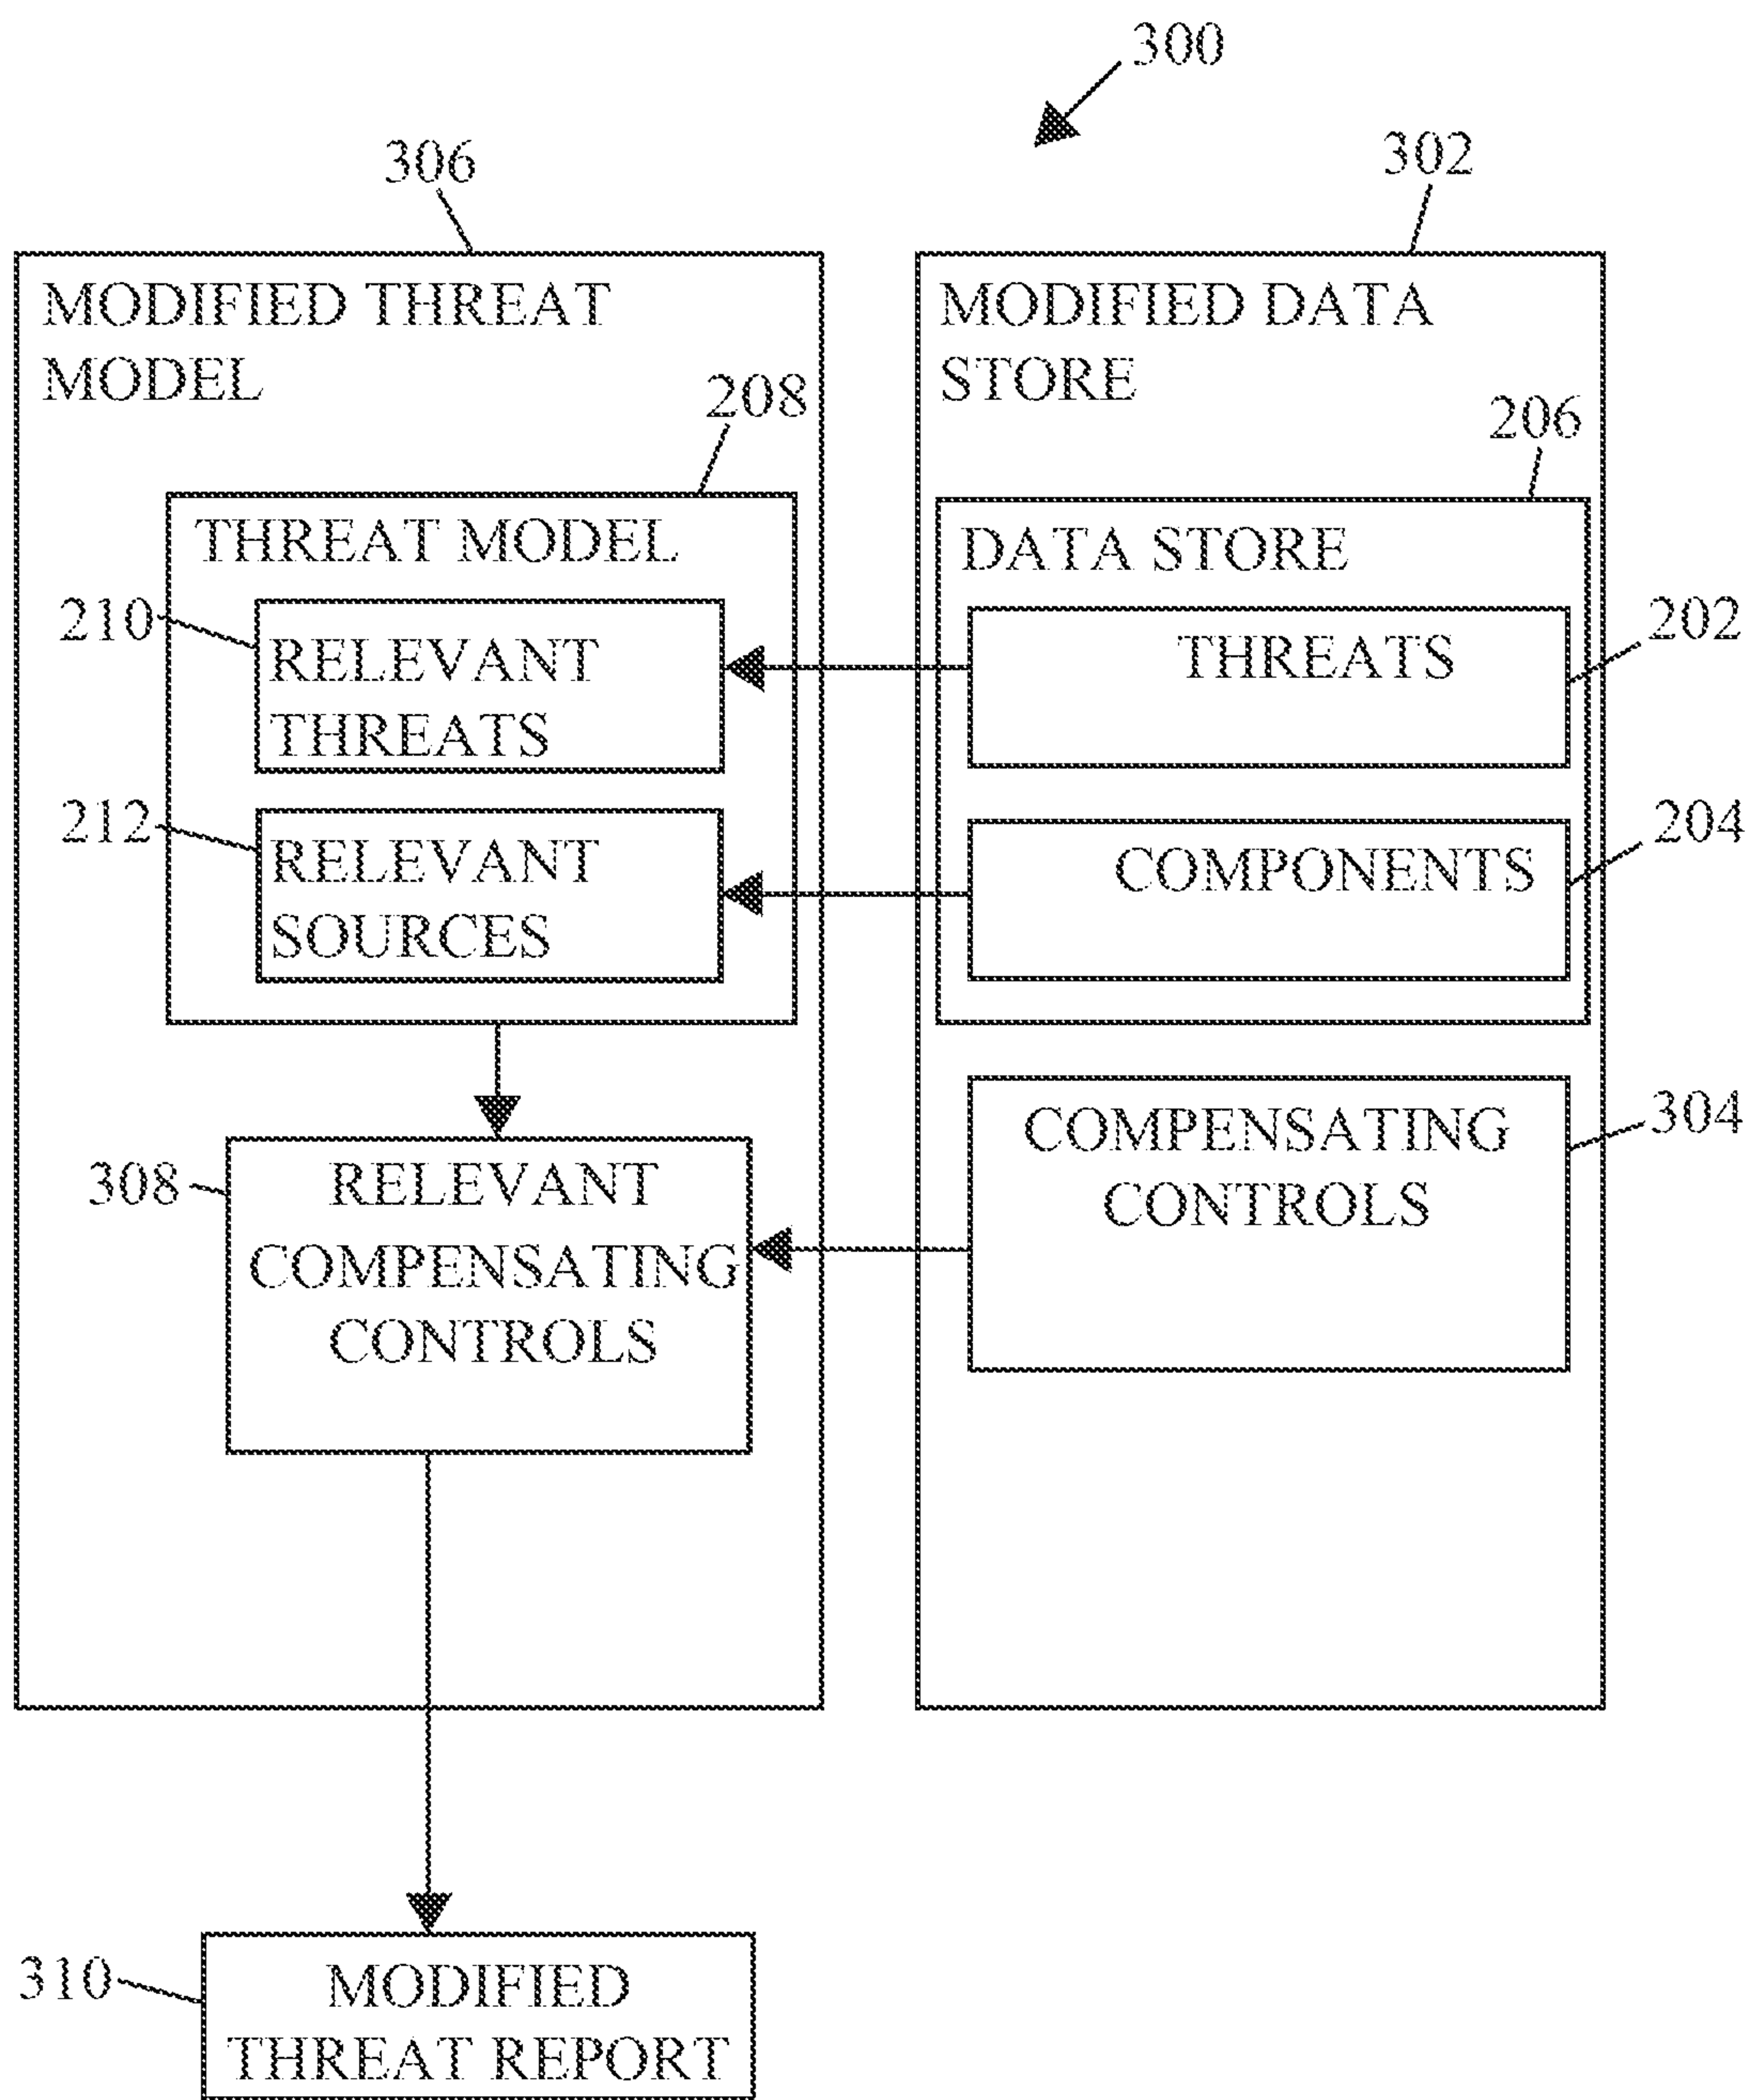 300
306
302
MODIFIED THREAT
MODEL
MODIFIED DATA
STORE
208
206
THREAT MODEL
DATA STORE
210
RELEVANT
THREATS
THREATS
202
212
RELEVANT
SOURCES
COMPONENTS
204
308
RELEVANT
COMPENSATING
CONTROLS
COMPENSATING
CONTROLS
304
310
MODIFIED
THREAT REPORT